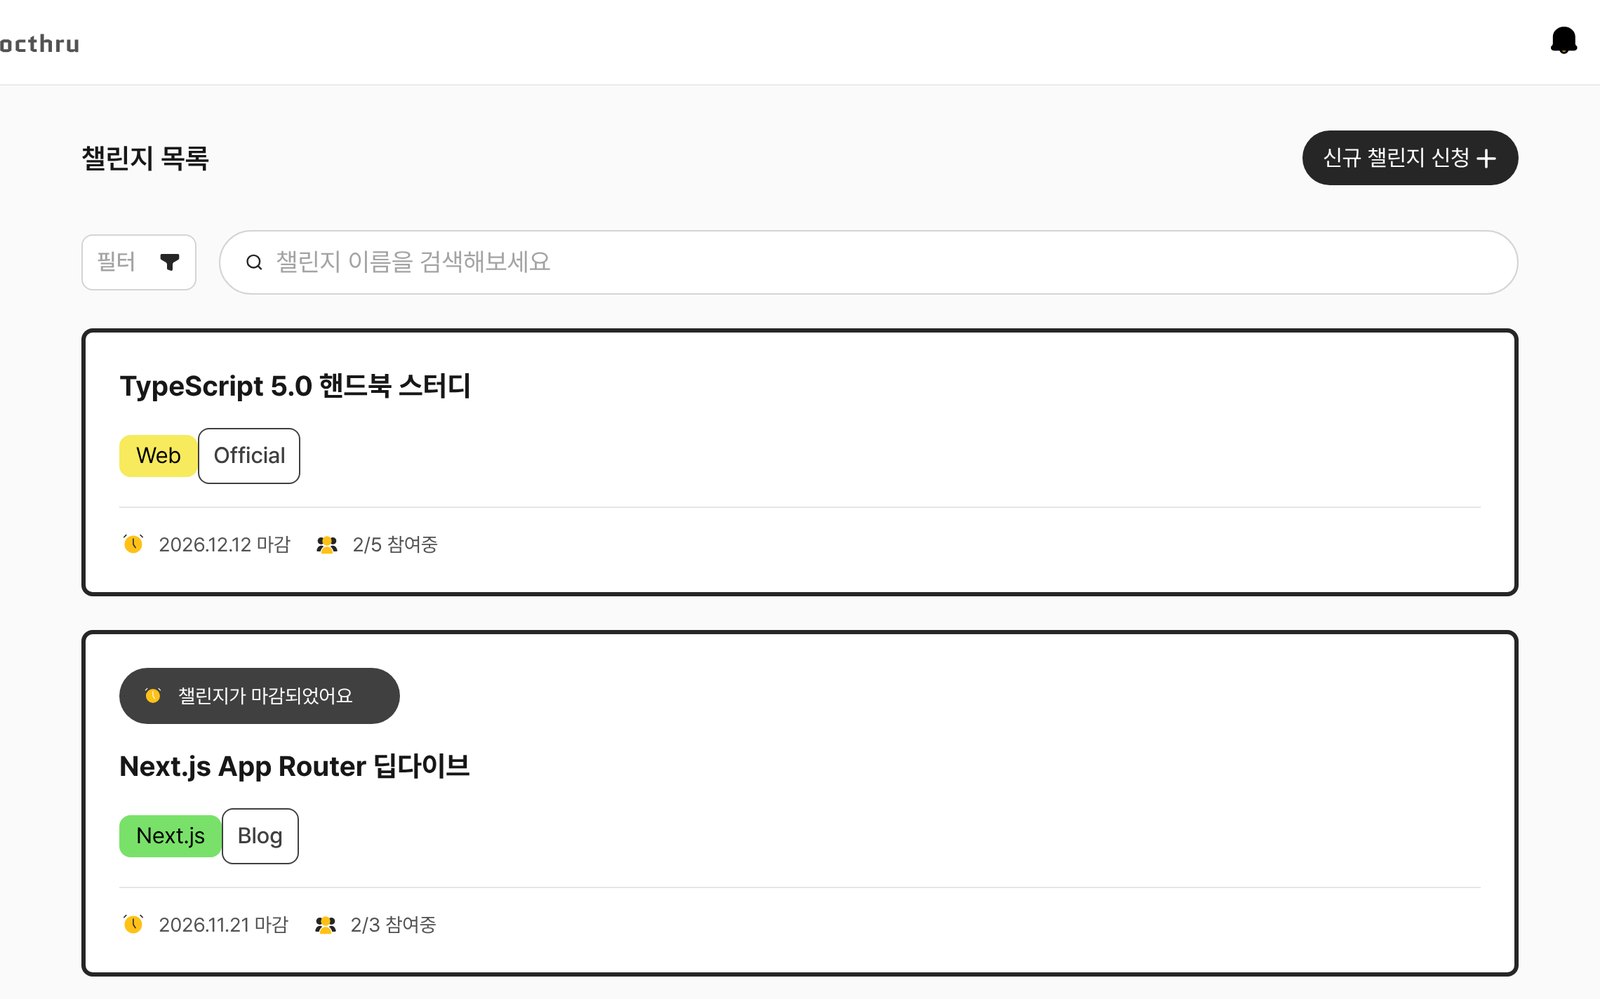 octhru
챌린지 목록
신규 챌린지 신청
필터
챌린지 이름을 검색해보세요
TypeScript 5.0 핸드북 스터디
Web Official
2026.12.12 마감 2/5 참여중
챌린지가 마감되었어요
Next.js App Router 딥다이브
Next.js Blog
2026.11.21 마감 2/3 참여중